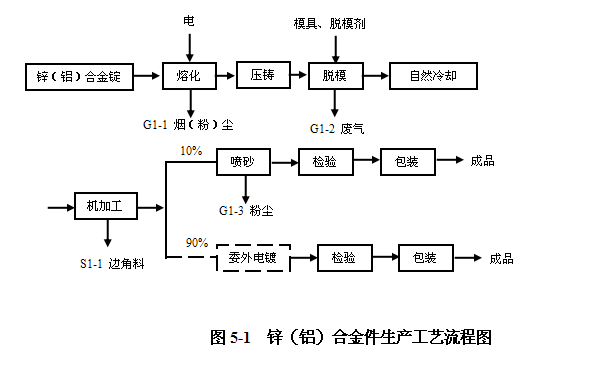 电
模具、脱模剂
锌（铝）合金锭
熔化
压铸
脱模
自然冷却
G1-1 烟（粉）尘
G1-2 废气
10%
喷砂
检验
包装
成品
机加工
G1-3 粉尘
S1-1 边角料
90%
委外电镀
检验
包装
成品
图 5-1 锌（铝）合金件生产工艺流程图